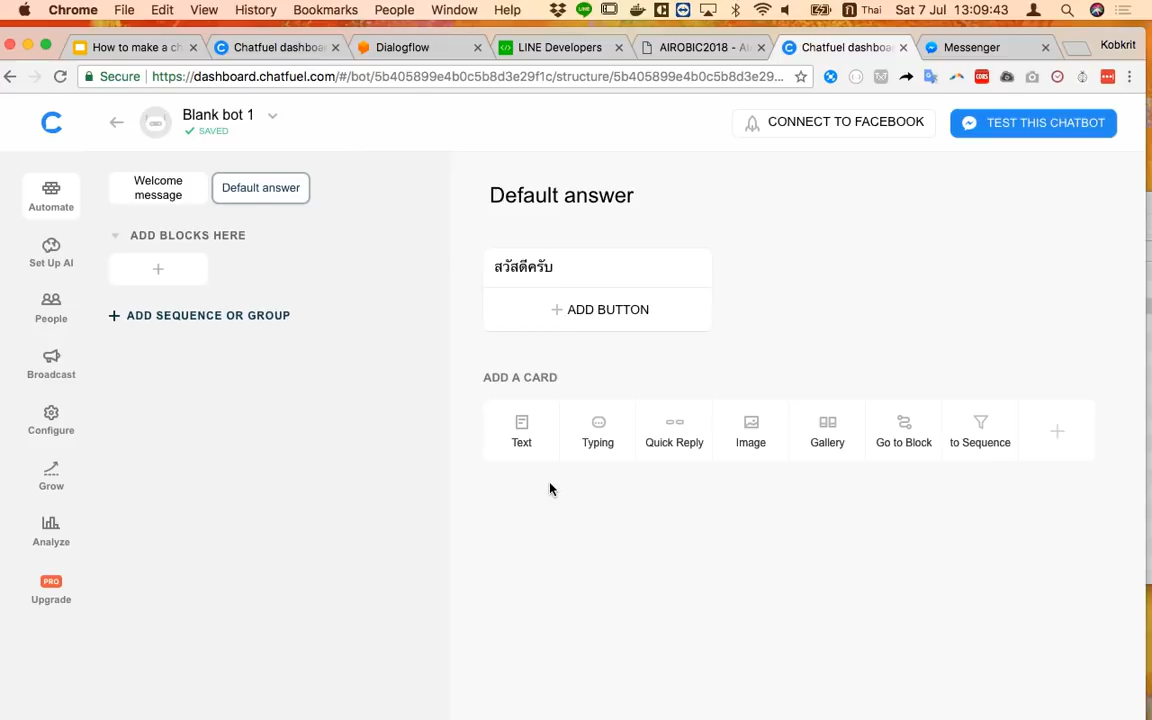 Chrome File Edit View History Bookmarks People Window Help Thai Sat 7 Jul 13:09:43
How to make a ch Chatfuel dashboa Dialogflow LINE Developers AIROBIC2018 - Chatfuel dashboa Messenger Kobkrit
Secure https://dashboard.chatfuel.com/#/bot/5b405899e4b0c5b8d3e29f1c/structure/5b405899e4b0c5b8d3e29...
Blank bot 1
SAVED
CONNECT TO FACEBOOK
TEST THIS CHATBOT
Automate
Set Up AI
People
Broadcast
Configure
Grow
Analyze
PRO
Upgrade
Welcome
message
Default answer
ADD BLOCKS HERE
+
+ ADD SEQUENCE OR GROUP
Default answer
สวัสดีครับ
+ ADD BUTTON
ADD A CARD
Text Typing Quick Reply Image Gallery Go to Block to Sequence +